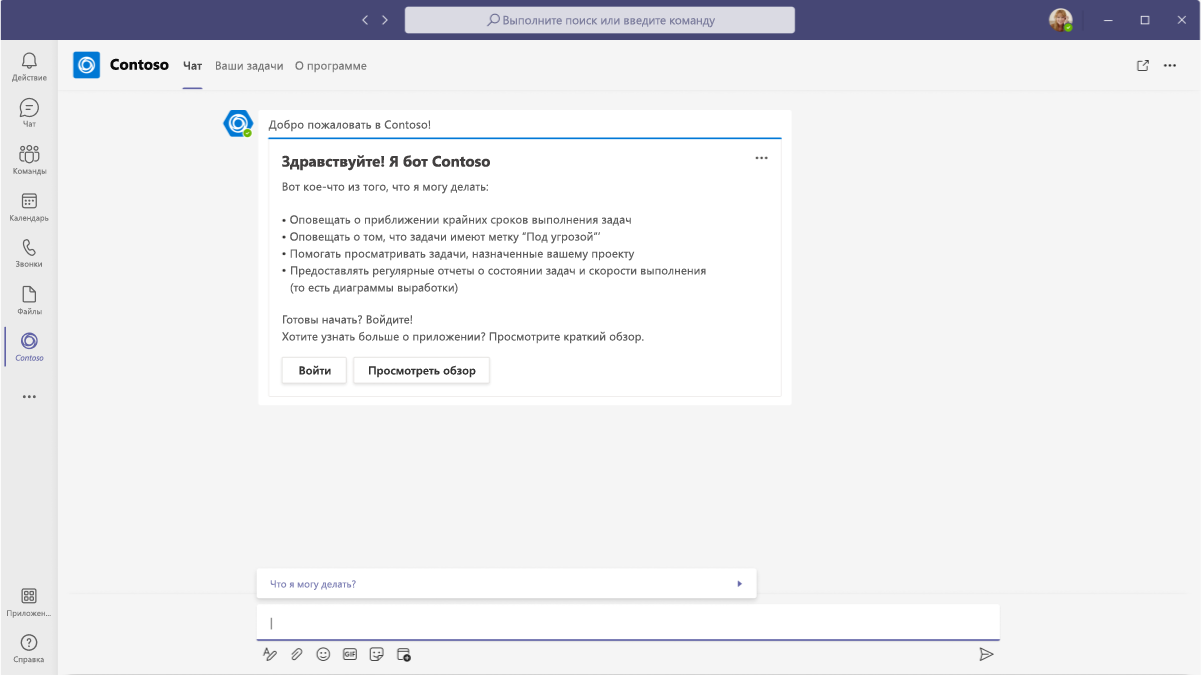 Выполните поиск или введите команду
Действие
Чат
Команды
Календарь
Звонки
Файлы
Contoso
Приложен...
Справка
Contoso Чат Ваши задачи О программе
Добро пожаловать в Contoso!
Здравствуйте! Я бот Contoso
Вот кое-что из того, что я могу делать:
• Оповещать о приближении крайних сроков выполнения задач
• Оповещать о том, что задачи имеют метку “Под угрозой“’
• Помогать просматривать задачи, назначенные вашему проекту
• Предоставлять регулярные отчеты о состоянии задач и скорости выполнения
(то есть диаграммы выработки)
Готовы начать? Войдите!
Хотите узнать больше о приложении? Просмотрите краткий обзор.
Войти Просмотреть обзор
Что я могу делать?
GIF